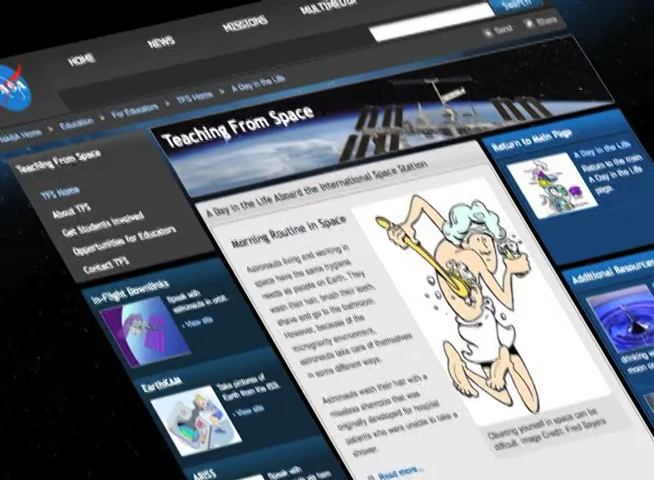 HOME NEWS MISSIONS MULTIMEDIA
Search
Send Share
NASA
NASA Home > Education > For Educators > TFS Home > A Day in the Life
Teaching From Space
TFS Home
About TFS
Get Students Involved
Opportunities for Educators
Contact TFS
In-Flight Downlinks
Speak with
astronauts in orbit.
› View site
EarthKAM
Take pictures of
Earth from the ISS.
› View site
ARISS
Speak with
Teaching From Space
A Day in the Life Aboard the International Space Station
Morning Routine in Space
Astronauts living and working in
space have the same hygiene
needs as people on Earth. They
wash their hair, brush their teeth,
shave and go to the bathroom.
However, because of the
microgravity environment,
astronauts take care of themselves
in some different ways.
Astronauts wash their hair with a
rinseless shampoo that was
originally developed for hospital
patients who were unable to take a
shower.
Read more...
Cleaning yourself in space can be
difficult. Image Credit: Fred Sayers
Return to Main Page
A Day in the Life
Return to the main
A Day in the Life
page.
Additional Resources
drinking
moon